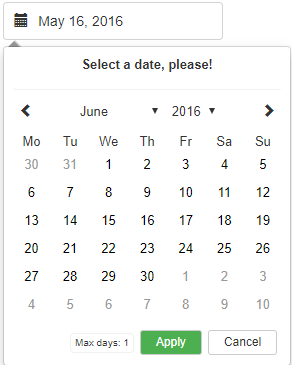 May 16, 2016
Select a date, please!
June 2016
Mo Tu We Th Fr Sa Su
30 31 1 2 3 4 5
6 7 8 9 10 11 12
13 14 15 16 17 18 19
20 21 22 23 24 25 26
27 28 29 30 1 2 3
4 5 6 7 8 9 10
Max days: 1 Apply Cancel